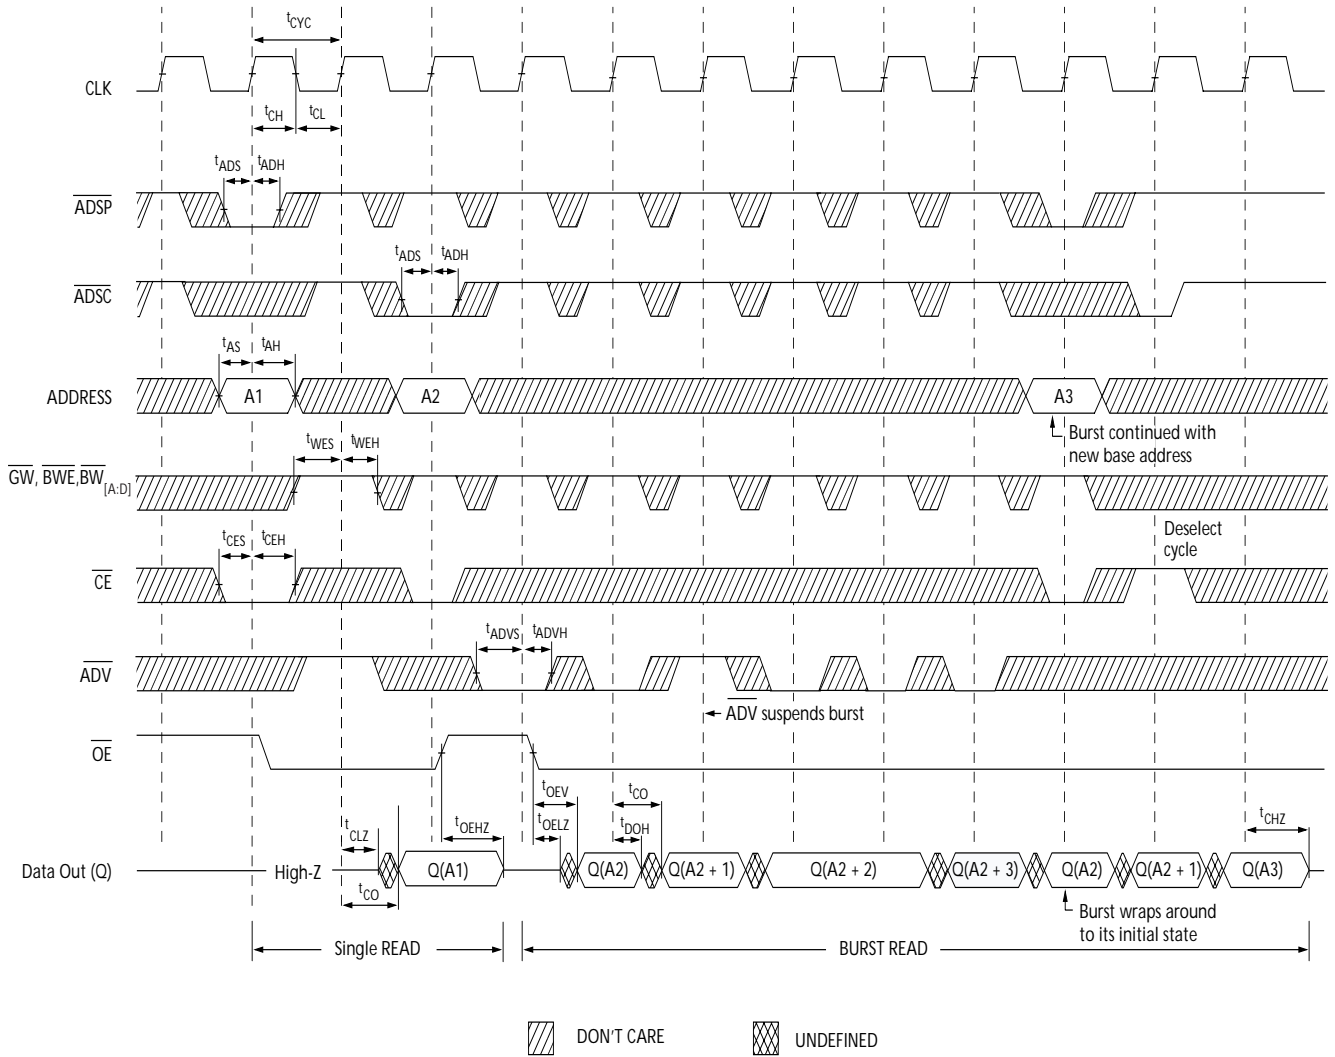 tCYC
CLK
tCH
tCL
tADS
tADH
ADSP
tADS
tADH
ADSC
tAS
tAH
ADDRESS
A1
A2
A3
Burst continued with
new base address
tWES
tWEH
GW, BWE,BW[A:D]
Deselect
cycle
tCES
tCEH
CE
tADVS
tADVH
ADV
ADV suspends burst
OE
tOEV
tCO
tCLZ
tOEHZ
tOELZ
tDOH
tCHZ
Data Out (Q)
High-Z
Q(A1)
Q(A2)
Q(A2 + 1)
Q(A2 + 2)
Q(A2 + 3)
Q(A2)
Q(A2 + 1)
Q(A3)
tCO
Burst wraps around
to its initial state
Single READ
BURST READ
DON'T CARE
UNDEFINED